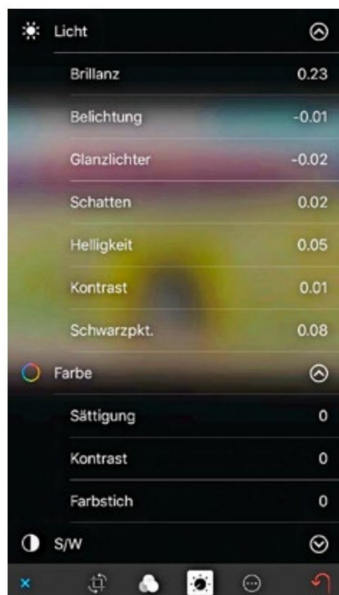 Licht
Brillanz 0.23
Belichtung -0.01
Glanzlichter -0.02
Schatten 0.02
Helligkeit 0.05
Kontrast 0.01
Schwarzpkt. 0.08
Farbe
Sättigung 0
Kontrast 0
Farbstich 0
S/W